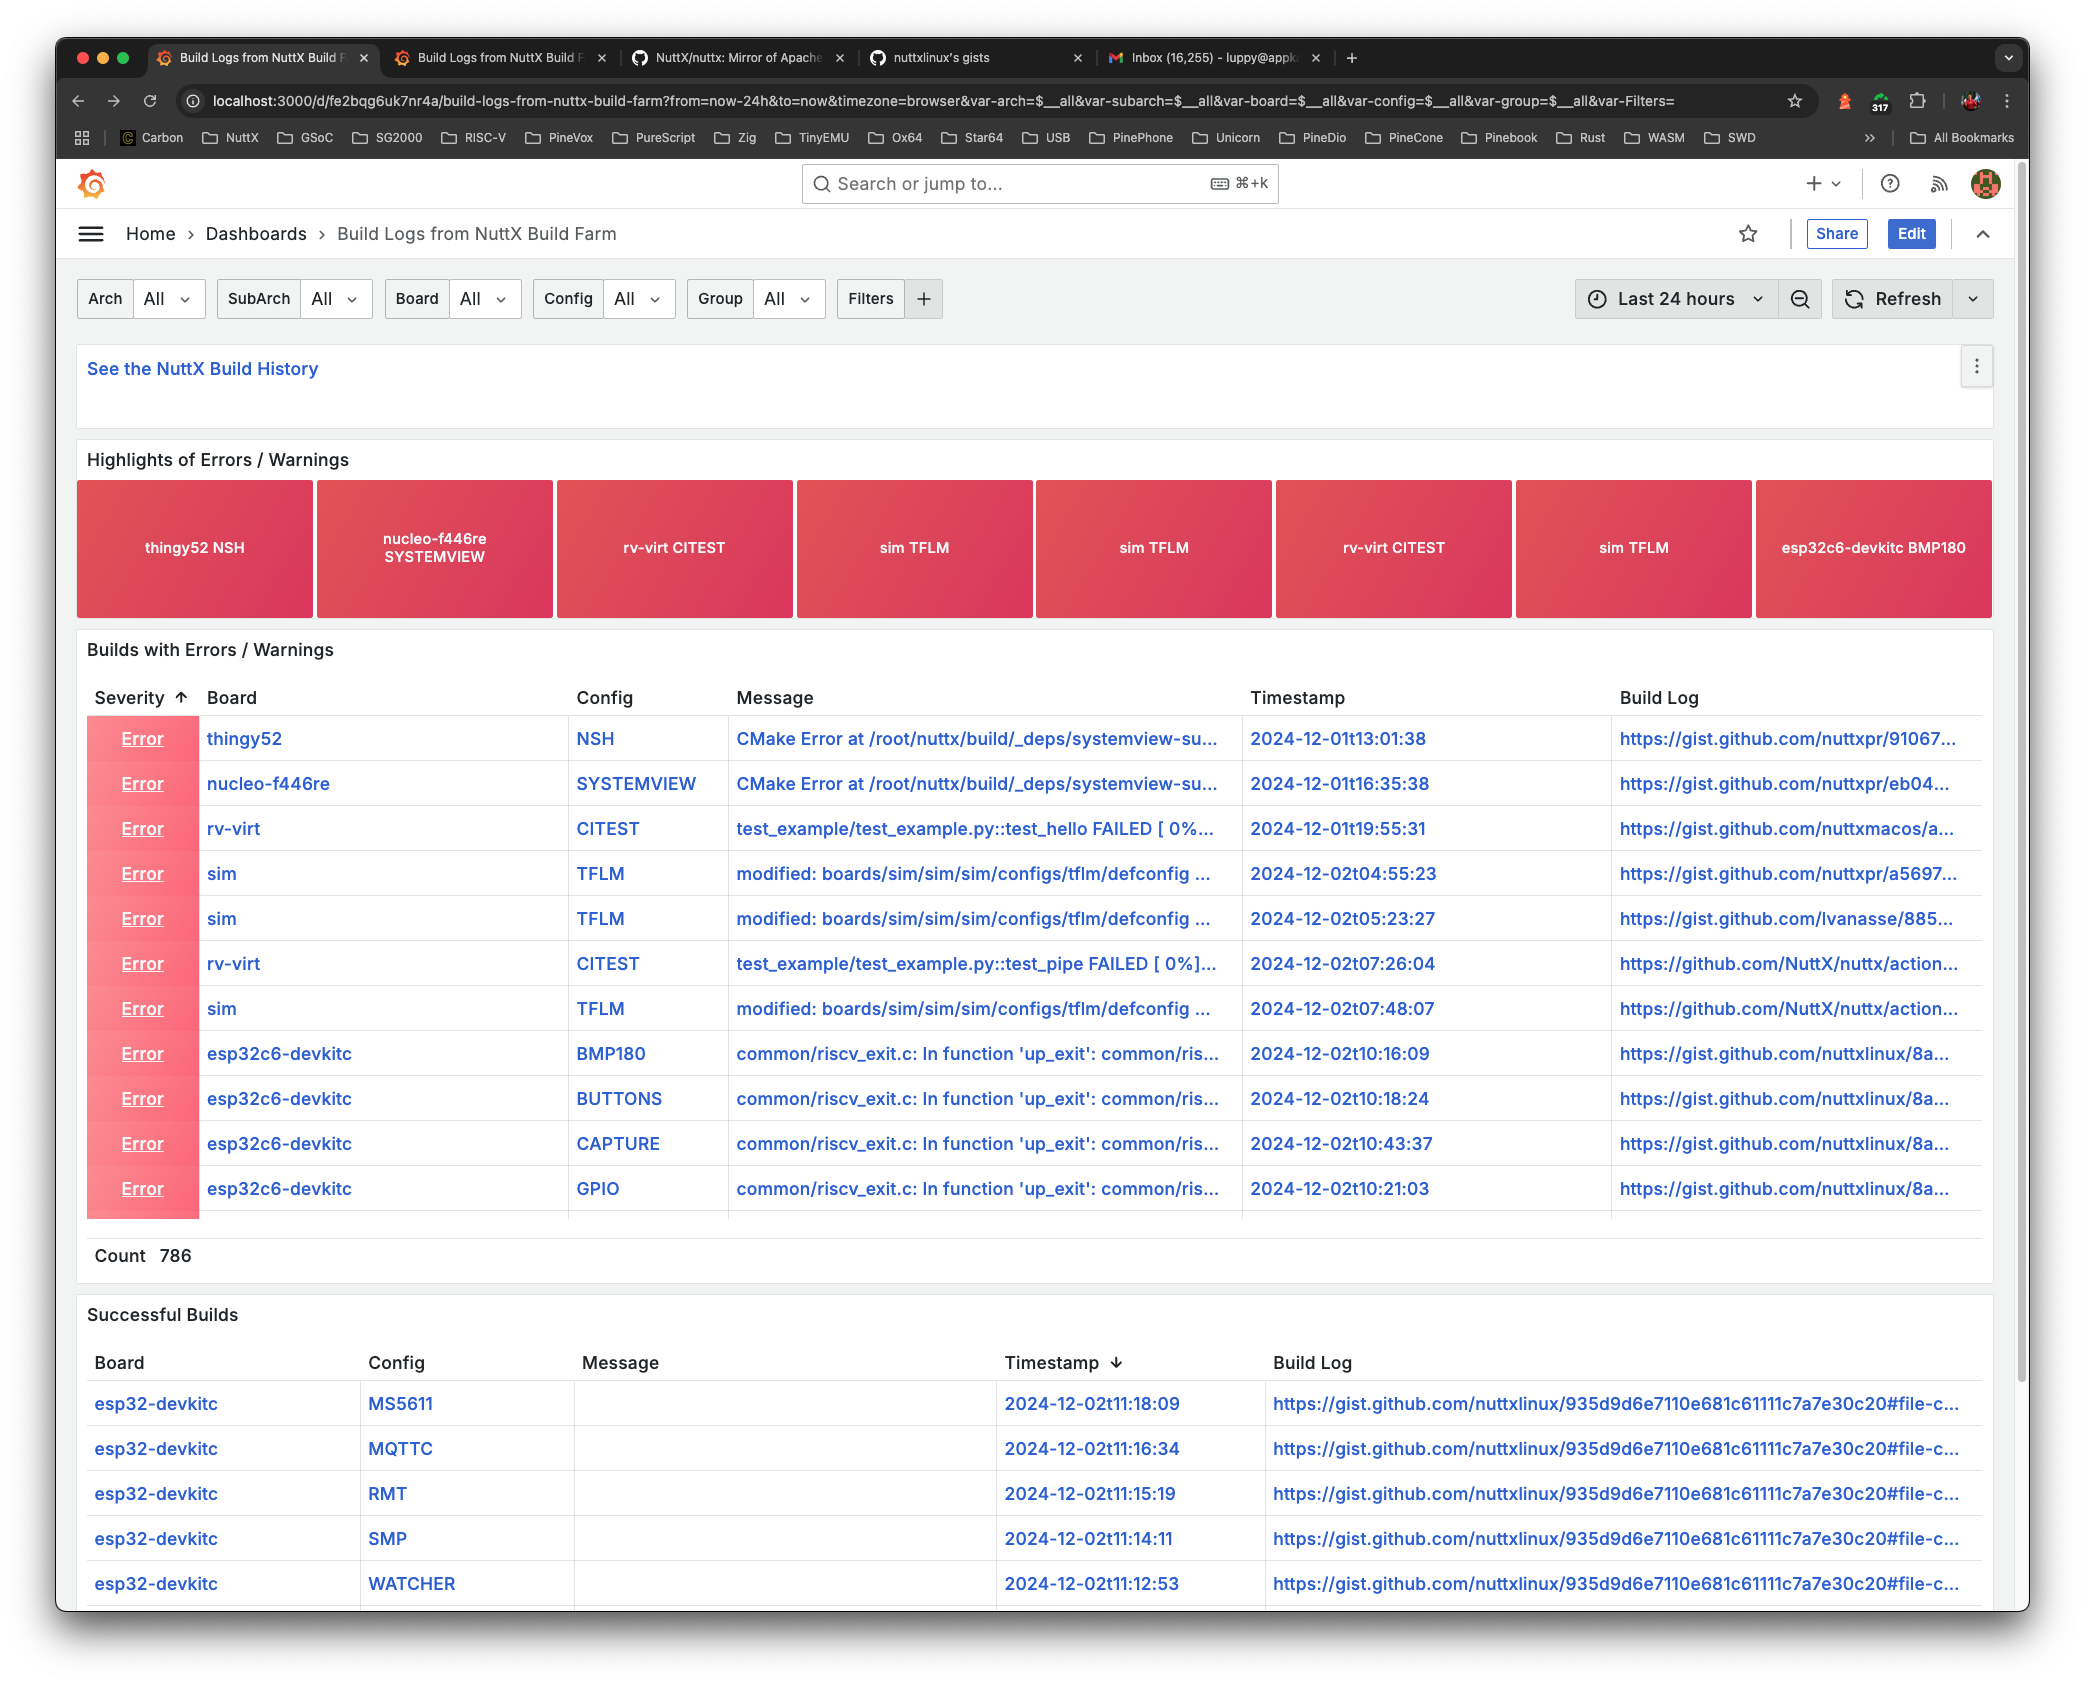 Build Logs from NuttX Build F
Build Logs from NuttX Build F
NuttX/nuttx: Mirror of Apache
nuttxlinux's gists
Inbox (16,255) - luppy@appk
localhost:3000/d/fe2bqg6uk7nr4a/build-logs-from-nuttx-build-farm?from=now-24h&to=now&timezone=browser&var-arch=$__all&var-subarch=$__all&var-board=$__all&var-config=$__all&var-group=$__all&var-Filters=
317
Carbon NuttX GSoC SG2000 RISC-V PineVox PureScript Zig TinyEMU Ox64 Star64 USB PinePhone Unicorn PineDio PineCone Pinebook Rust WASM SWD » All Bookmarks
Search or jump to... ⌘+k
Home › Dashboards › Build Logs from NuttX Build Farm
Share Edit
Arch All SubArch All Board All Config All Group All Filters +
Last 24 hours Refresh
See the NuttX Build History
Highlights of Errors / Warnings
thingy52 NSH
nucleo-f446re
SYSTEMVIEW
rv-virt CITEST
sim TFLM
sim TFLM
rv-virt CITEST
sim TFLM
esp32c6-devkitc BMP180
Builds with Errors / Warnings
Severity ↑ Board Config Message Timestamp Build Log
Error thingy52 NSH CMake Error at /root/nuttx/build/_deps/systemview-su... 2024-12-01t13:01:38 https://gist.github.com/nuttxpr/91067...
Error nucleo-f446re SYSTEMVIEW CMake Error at /root/nuttx/build/_deps/systemview-su... 2024-12-01t16:35:38 https://gist.github.com/nuttxpr/eb04...
Error rv-virt CITEST test_example/test_example.py::test_hello FAILED [ 0%... 2024-12-01t19:55:31 https://gist.github.com/nuttxmacos/a...
Error sim TFLM modified: boards/sim/sim/sim/configs/tflm/defconfig ... 2024-12-02t04:55:23 https://gist.github.com/nuttxpr/a5697...
Error sim TFLM modified: boards/sim/sim/sim/configs/tflm/defconfig ... 2024-12-02t05:23:27 https://gist.github.com/lvanasse/885...
Error rv-virt CITEST test_example/test_example.py::test_pipe FAILED [ 0%]... 2024-12-02t07:26:04 https://github.com/NuttX/nuttx/action...
Error sim TFLM modified: boards/sim/sim/sim/configs/tflm/defconfig ... 2024-12-02t07:48:07 https://github.com/NuttX/nuttx/action...
Error esp32c6-devkitc BMP180 common/riscv_exit.c: In function 'up_exit': common/ris... 2024-12-02t10:16:09 https://gist.github.com/nuttxlinux/8a...
Error esp32c6-devkitc BUTTONS common/riscv_exit.c: In function 'up_exit': common/ris... 2024-12-02t10:18:24 https://gist.github.com/nuttxlinux/8a...
Error esp32c6-devkitc CAPTURE common/riscv_exit.c: In function 'up_exit': common/ris... 2024-12-02t10:43:37 https://gist.github.com/nuttxlinux/8a...
Error esp32c6-devkitc GPIO common/riscv_exit.c: In function 'up_exit': common/ris... 2024-12-02t10:21:03 https://gist.github.com/nuttxlinux/8a...
Count 786
Successful Builds
Board Config Message Timestamp ↓ Build Log
esp32-devkitc MS5611 2024-12-02t11:18:09 https://gist.github.com/nuttxlinux/935d9d6e7110e681c61111c7a7e30c20#file-c...
esp32-devkitc MQTTC 2024-12-02t11:16:34 https://gist.github.com/nuttxlinux/935d9d6e7110e681c61111c7a7e30c20#file-c...
esp32-devkitc RMT 2024-12-02t11:15:19 https://gist.github.com/nuttxlinux/935d9d6e7110e681c61111c7a7e30c20#file-c...
esp32-devkitc SMP 2024-12-02t11:14:11 https://gist.github.com/nuttxlinux/935d9d6e7110e681c61111c7a7e30c20#file-c...
esp32-devkitc WATCHER 2024-12-02t11:12:53 https://gist.github.com/nuttxlinux/935d9d6e7110e681c61111c7a7e30c20#file-c...